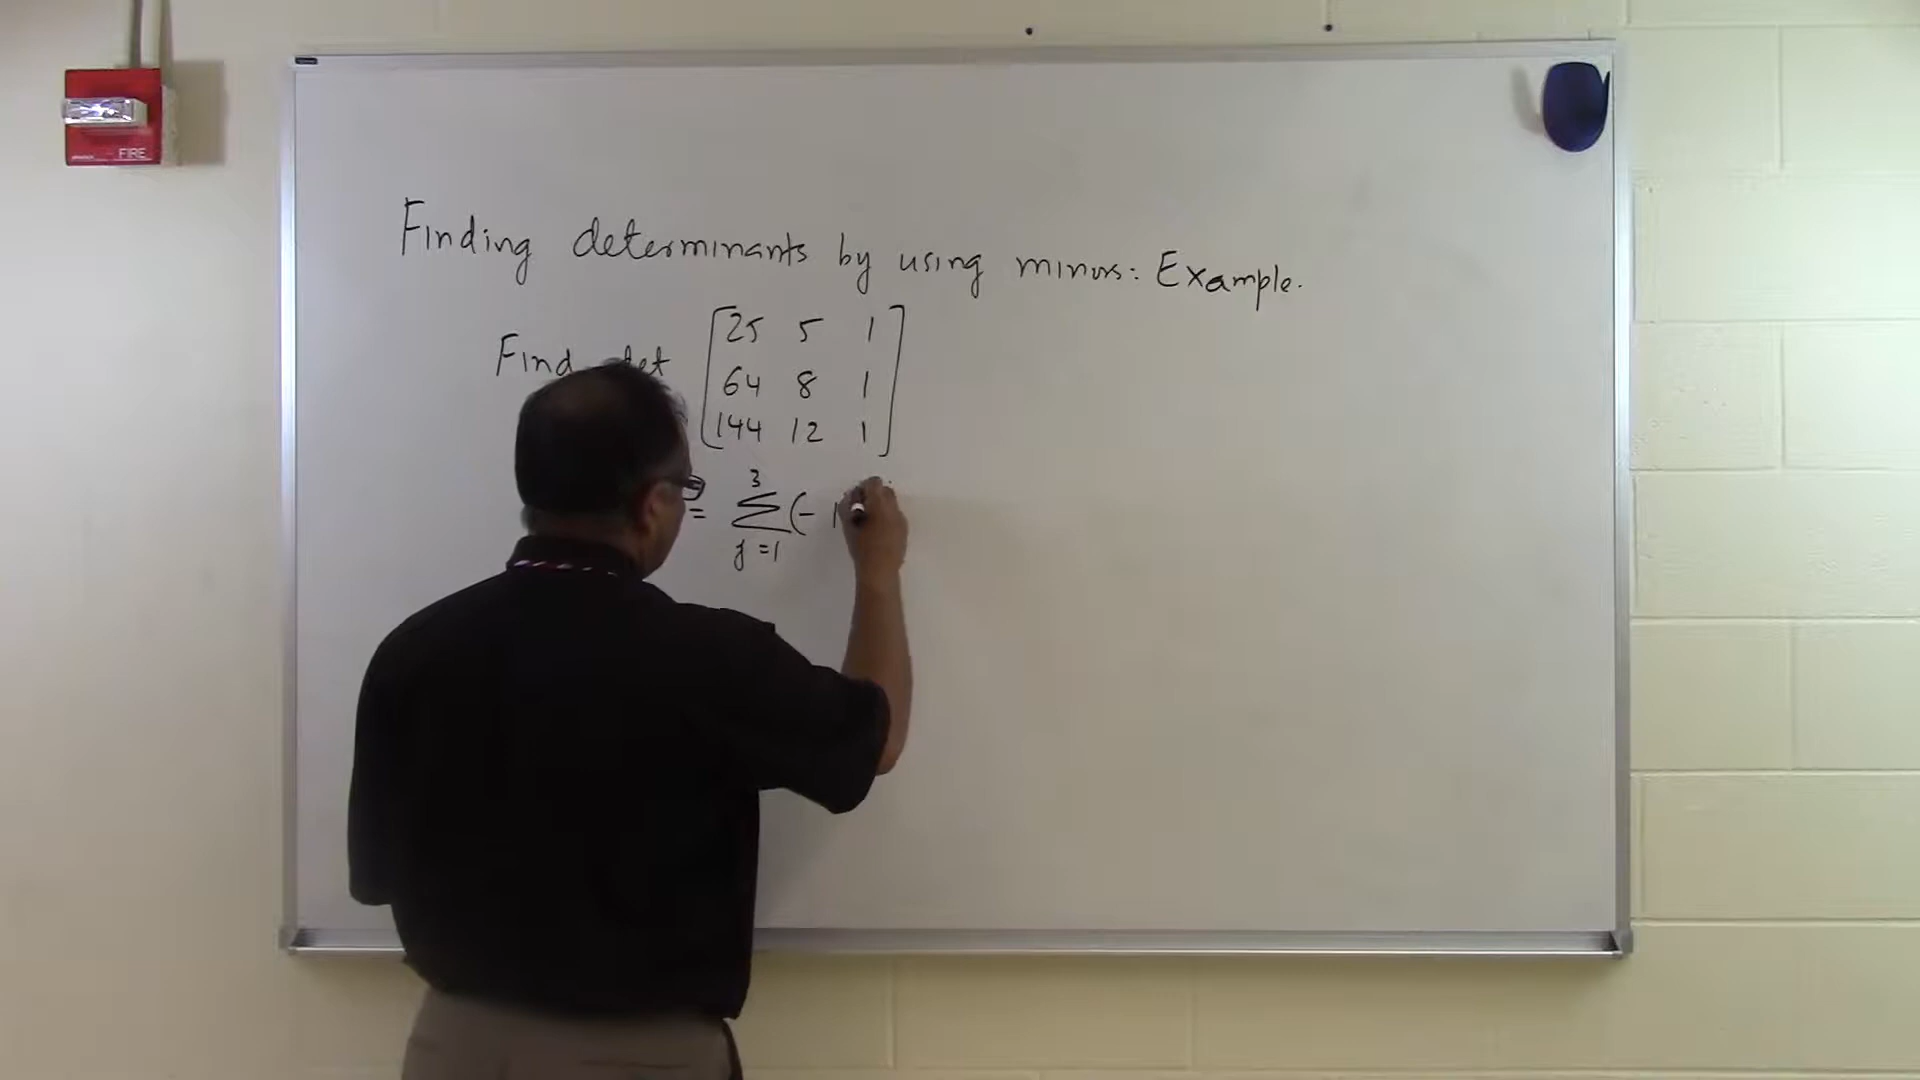 FIRE
Finding determinants by using minors: Example.
Find det [25 5 1
64 8 1
144 12 1]
= 3 Σ j=1 (- 1